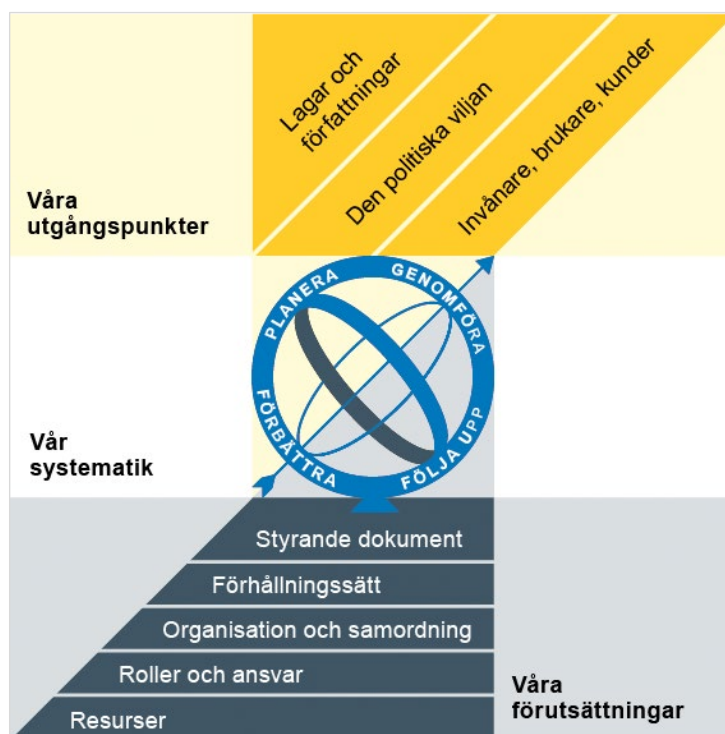 Lagar och
författningar
Den politiska viljan
Invånare, brukare, kunder
Våra
utgångspunkter
PLANERA
GENOMFÖRA
FÖRBÄTTRA
FÖLJA UPP
Vår
systematik
Styrande dokument
Förhållningssätt
Organisation och samordning
Roller och ansvar
Resurser
Våra
förutsättningar